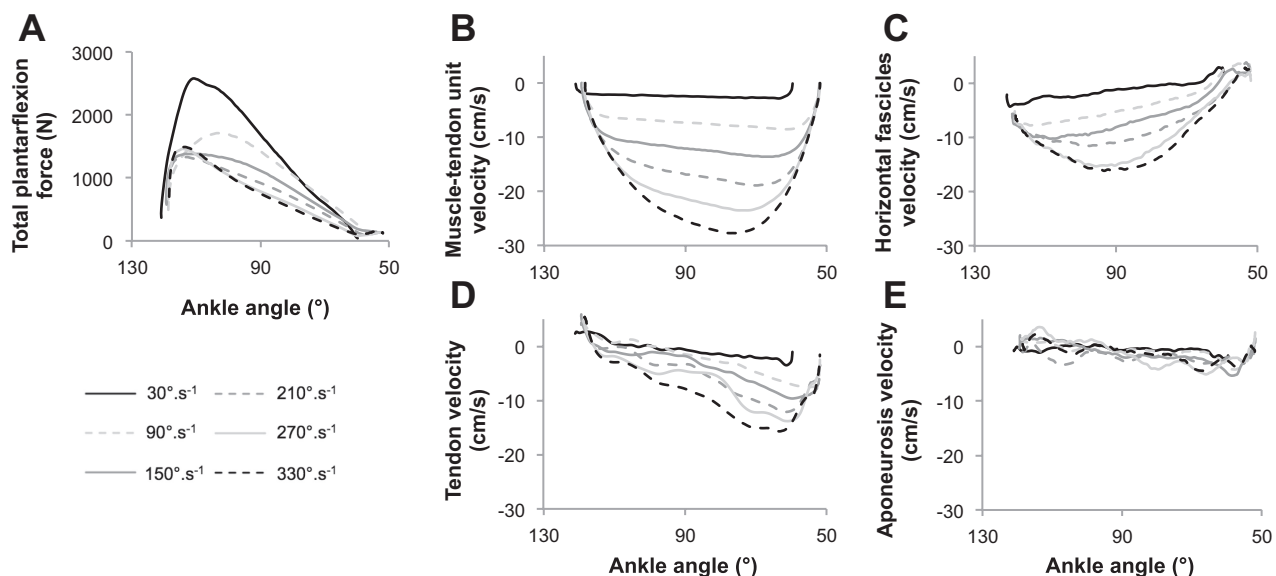 A
Total plantarflexion
force (N)
3000
2000
1000
0
130
90
50
Ankle angle (°)
B
Muscle-tendon unit
velocity (cm/s)
0
-10
-20
-30
130
90
50
C
Horizontal fascicles
velocity (cm/s)
0
-10
-20
-30
130
90
50
30°.s-1
210°.s-1
90°.s-1
270°.s-1
150°.s-1
330°.s-1
D
Tendon velocity
(cm/s)
0
-10
-20
-30
130
90
50
Ankle angle (°)
E
Aponeurosis velocity
(cm/s)
0
-10
-20
-30
130
90
50
Ankle angle (°)